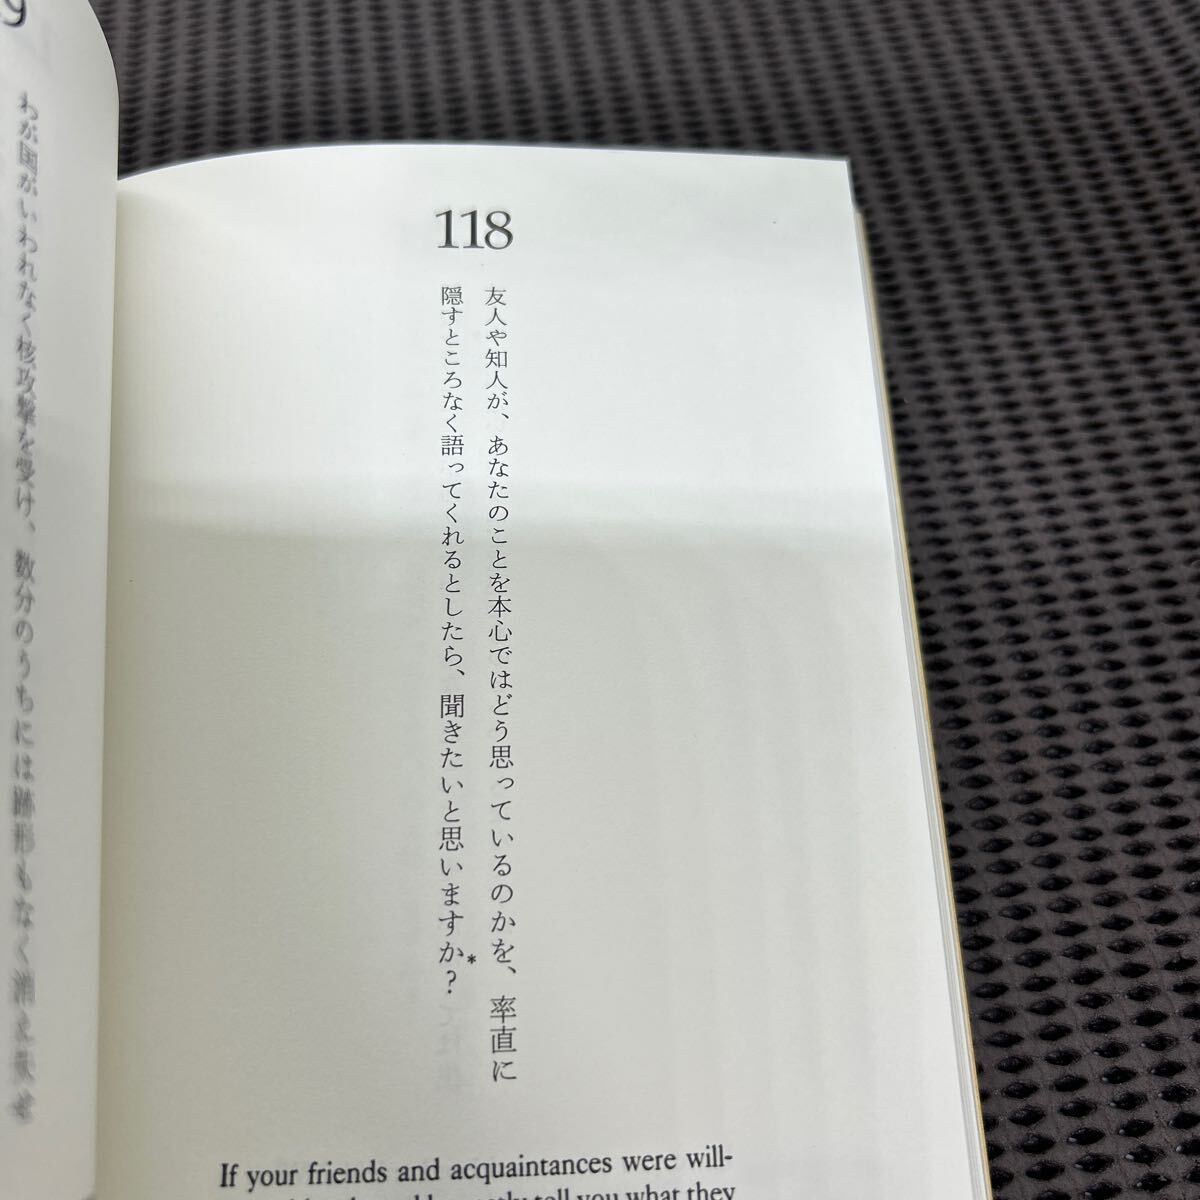 わが国がいわれなく核攻撃を受け、数分のうちには跡形もなく消え
118
友人や知人が、あなたのことを本心ではどう思っているのかを、率直に
隠すところなく語ってくれるとしたら、聞きたいと思いますか？*
If your friends and acquaintances were will-
tell you what they